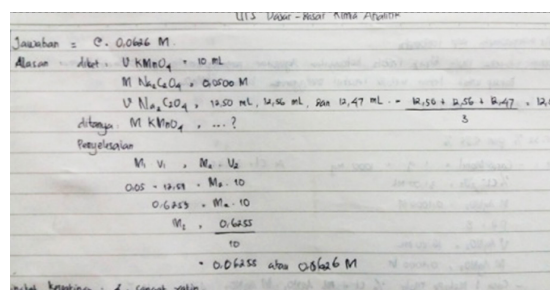 UTS Dasar-Dasar Kimia Analitik
Jawaban = C. 0,0626 M
Alasan = diket. V KMnO4 = 10 mL
M Na2C2O4 = 0,0500 M
V Na2C2O4 = 12,50 mL, 12,56 mL, dan 12,47 mL = 12,50 + 12,56 + 12,47 / 3 = 12,
ditanya. M KMnO4 = ....?
Penyelesaian
M1 V1 = M2 . V2
0,05 . 12,51 = M2 . 10
0,6255 = M2 . 10
M2 = 0,6255 / 10
= 0,06255 atau 0,0626 M